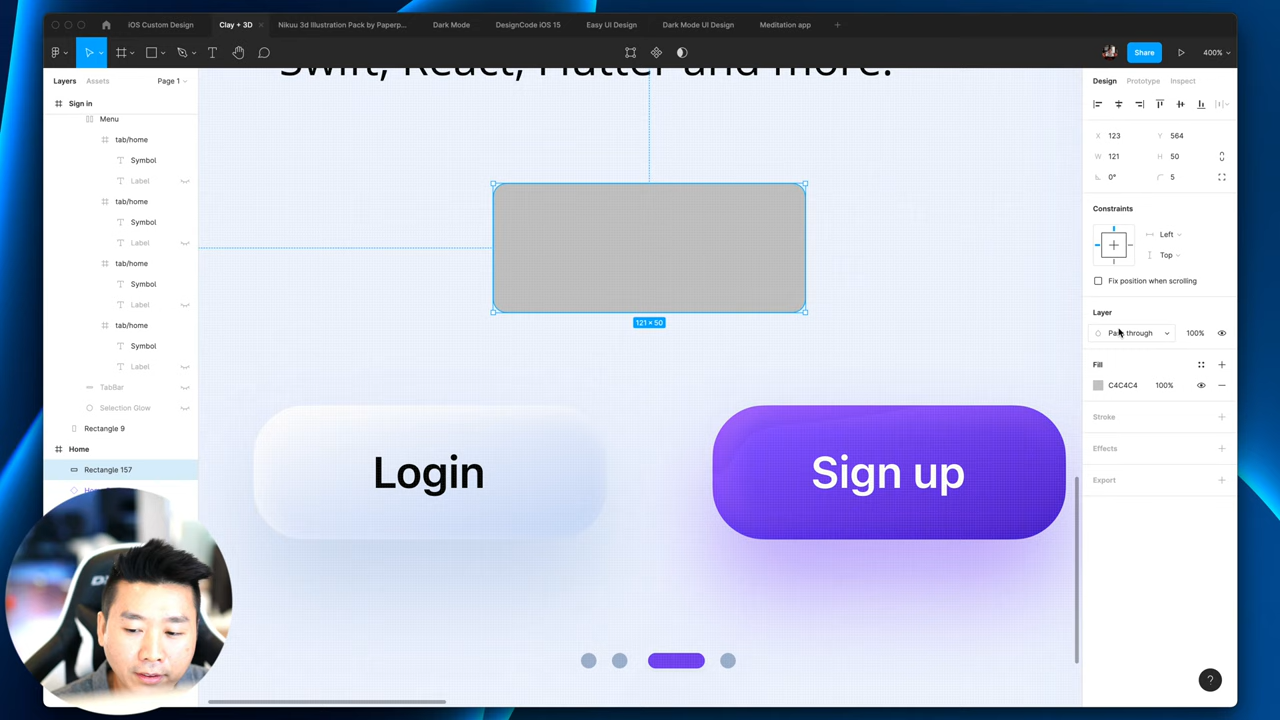 iOS Custom Design
Clay + 3D
Nikuu 3d Illustration Pack by Paperp...
Dark Mode
DesignCode iOS 15
Easy UI Design
Dark Mode UI Design
Meditation app
Share
400%
Layers
Assets
Page 1
Sign in
Menu
tab/home
Symbol
Label
tab/home
Symbol
Label
tab/home
Symbol
Label
tab/home
Symbol
Label
TabBar
Selection Glow
Rectangle 9
Home
Rectangle 157
Swift, React, Flutter and more.
121 × 50
Login
Sign up
Design
Prototype
Inspect
X 123
Y 564
W 121
H 50
0°
5
Constraints
Left
Top
Fix position when scrolling
Layer
Pass through
100%
Fill
C4C4C4
100%
Stroke
Effects
Export
?